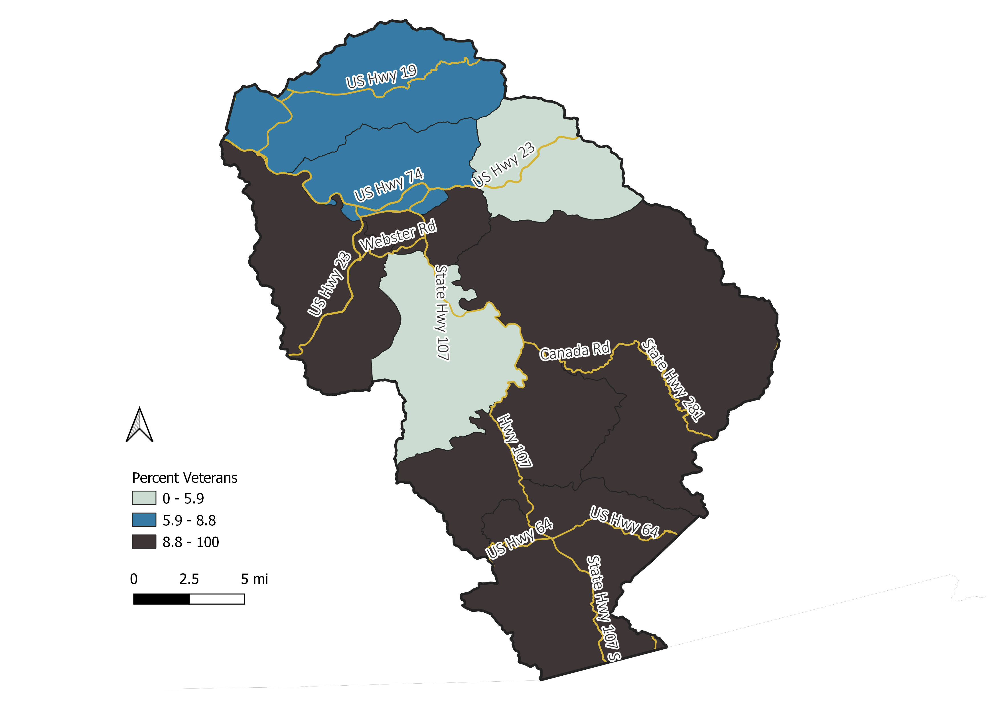 US Hwy 19
US Hwy 23
US Hwy 74
Webster Rd
US Hwy 23
State Hwy 107
Canada Rd
State Hwy 281
Hwy 107
US Hwy 64
US Hwy 64
State Hwy 107 S
Percent Veterans
0 - 5.9
5.9 - 8.8
8.8 - 100
0 2.5 5 mi